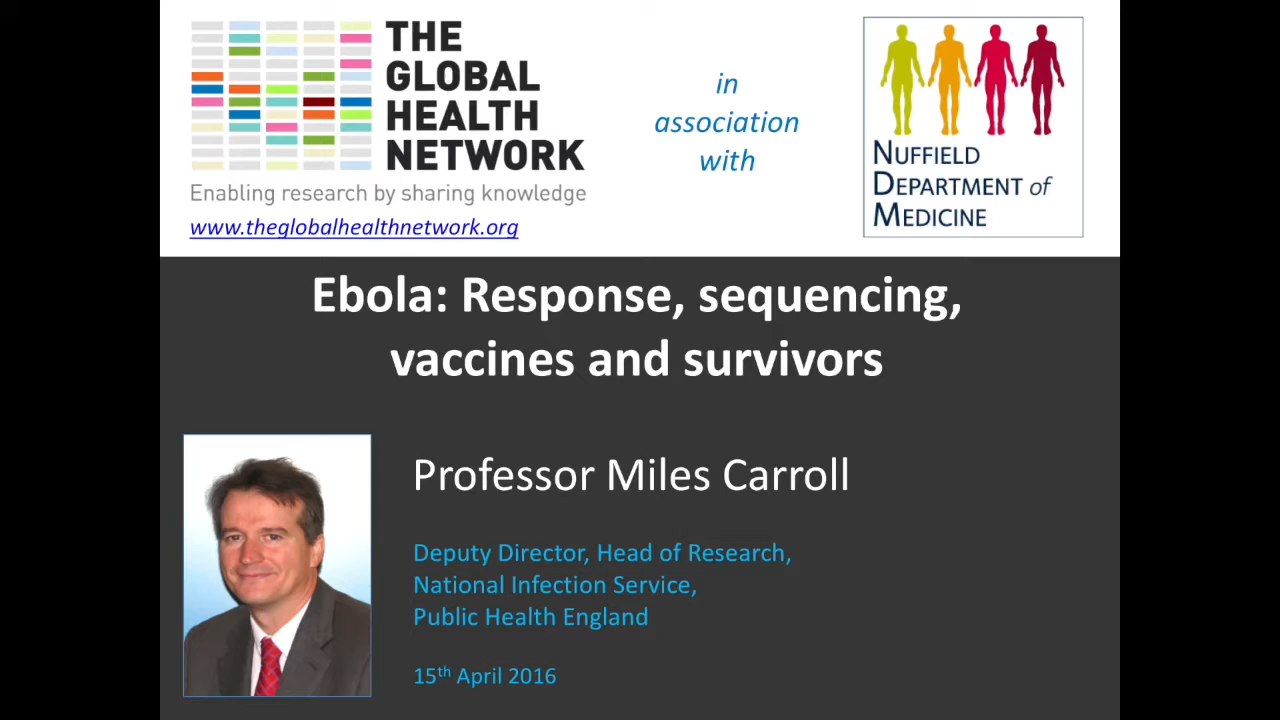 THE
GLOBAL
HEALTH
NETWORK
Enabling research by sharing knowledge
www.theglobalhealthnetwork.org
in
association
with
NUFFIELD
DEPARTMENT of
MEDICINE
Ebola: Response, sequencing,
vaccines and survivors
Professor Miles Carroll
Deputy Director, Head of Research,
National Infection Service,
Public Health England
15th April 2016